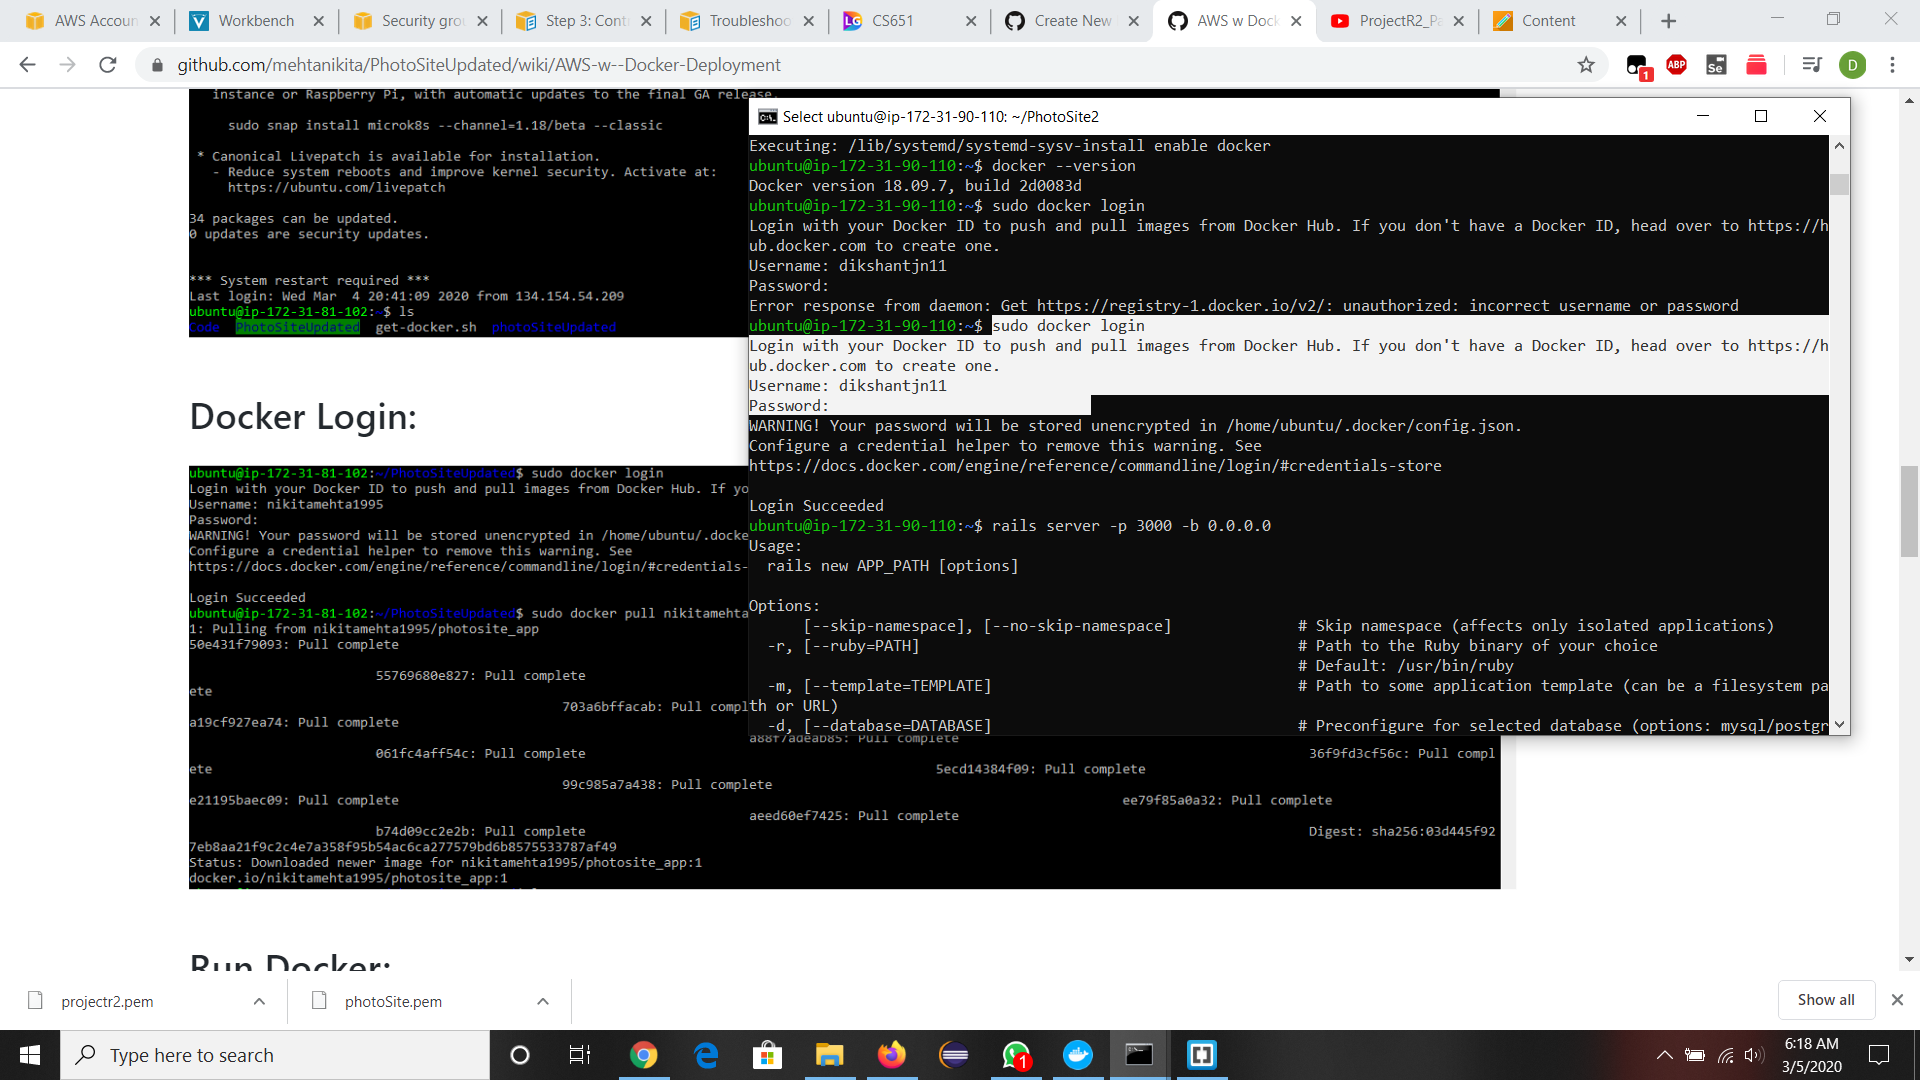 AWS Accoun
Workbench
Security grou
Step 3: Cont
Troubleshoo
CS651
Create New
AWS w Dock
ProjectR2_Pa
Content
github.com/mehtanikita/PhotoSiteUpdated/wiki/AWS-w--Docker-Deployment
1
ABP
Se
D
instance or Raspberry Pi, with automatic updates to the final GA release.
sudo snap install microk8s --channel=1.18/beta --classic
* Canonical Livepatch is available for installation.
- Reduce system reboots and improve kernel security. Activate at:
https://ubuntu.com/livepatch
34 packages can be updated.
0 updates are security updates.
*** System restart required ***
Last login: Wed Mar  4 20:41:09 2020 from 134.154.54.209
ubuntu@ip-172-31-81-102:~$ ls
Code  PhotoSiteUpdated  get-docker.sh  photoSiteUpdated
Docker Login:
ubuntu@ip-172-31-81-102:~/PhotoSiteUpdated$ sudo docker login
Login with your Docker ID to push and pull images from Docker Hub. If yo
Username: nikitamehta1995
Password:
WARNING! Your password will be stored unencrypted in /home/ubuntu/.docke
Configure a credential helper to remove this warning. See
https://docs.docker.com/engine/reference/commandline/login/#credentials-
Login Succeeded
ubuntu@ip-172-31-81-102:~/PhotoSiteUpdated$ sudo docker pull nikitamehta
1: Pulling from nikitamehta1995/photosite_app
50e431f79093: Pull complete
55769680e827: Pull complete
ete
703a6bffacab: Pull compl
a19cf927ea74: Pull complete
a88f7adeab85: Pull complete
061fc4aff54c: Pull complete
36f9fd3cf56c: Pull compl
ete
5ecd14384f09: Pull complete
99c985a7a438: Pull complete
e21195baec09: Pull complete
ee79f85a0a32: Pull complete
aeed60ef7425: Pull complete
b74d09cc2e2b: Pull complete
Digest: sha256:03d445f92
7eb8aa21f9c2c4e7a358f95b54ac6ca277579bd6b8575533787af49
Status: Downloaded newer image for nikitamehta1995/photosite_app:1
docker.io/nikitamehta1995/photosite_app:1
Run Docker:
Select ubuntu@ip-172-31-90-110: ~/PhotoSite2
Executing: /lib/systemd/systemd-sysv-install enable docker
ubuntu@ip-172-31-90-110:~$ docker --version
Docker version 18.09.7, build 2d0083d
ubuntu@ip-172-31-90-110:~$ sudo docker login
Login with your Docker ID to push and pull images from Docker Hub. If you don't have a Docker ID, head over to https://h
ub.docker.com to create one.
Username: dikshantjn11
Password:
Error response from daemon: Get https://registry-1.docker.io/v2/: unauthorized: incorrect username or password
ubuntu@ip-172-31-90-110:~$ sudo docker login
Login with your Docker ID to push and pull images from Docker Hub. If you don't have a Docker ID, head over to https://h
ub.docker.com to create one.
Username: dikshantjn11
Password:
WARNING! Your password will be stored unencrypted in /home/ubuntu/.docker/config.json.
Configure a credential helper to remove this warning. See
https://docs.docker.com/engine/reference/commandline/login/#credentials-store
Login Succeeded
ubuntu@ip-172-31-90-110:~$ rails server -p 3000 -b 0.0.0.0
Usage:
rails new APP_PATH [options]
Options:
[--skip-namespace], [--no-skip-namespace]  # Skip namespace (affects only isolated applications)
-r, [--ruby=PATH]  # Path to the Ruby binary of your choice
# Default: /usr/bin/ruby
-m, [--template=TEMPLATE]  # Path to some application template (can be a filesystem pa
th or URL)
-d, [--database=DATABASE]  # Preconfigure for selected database (options: mysql/postgr
projectr2.pem
photoSite.pem
Show all
Type here to search
1
6:18 AM
3/5/2020